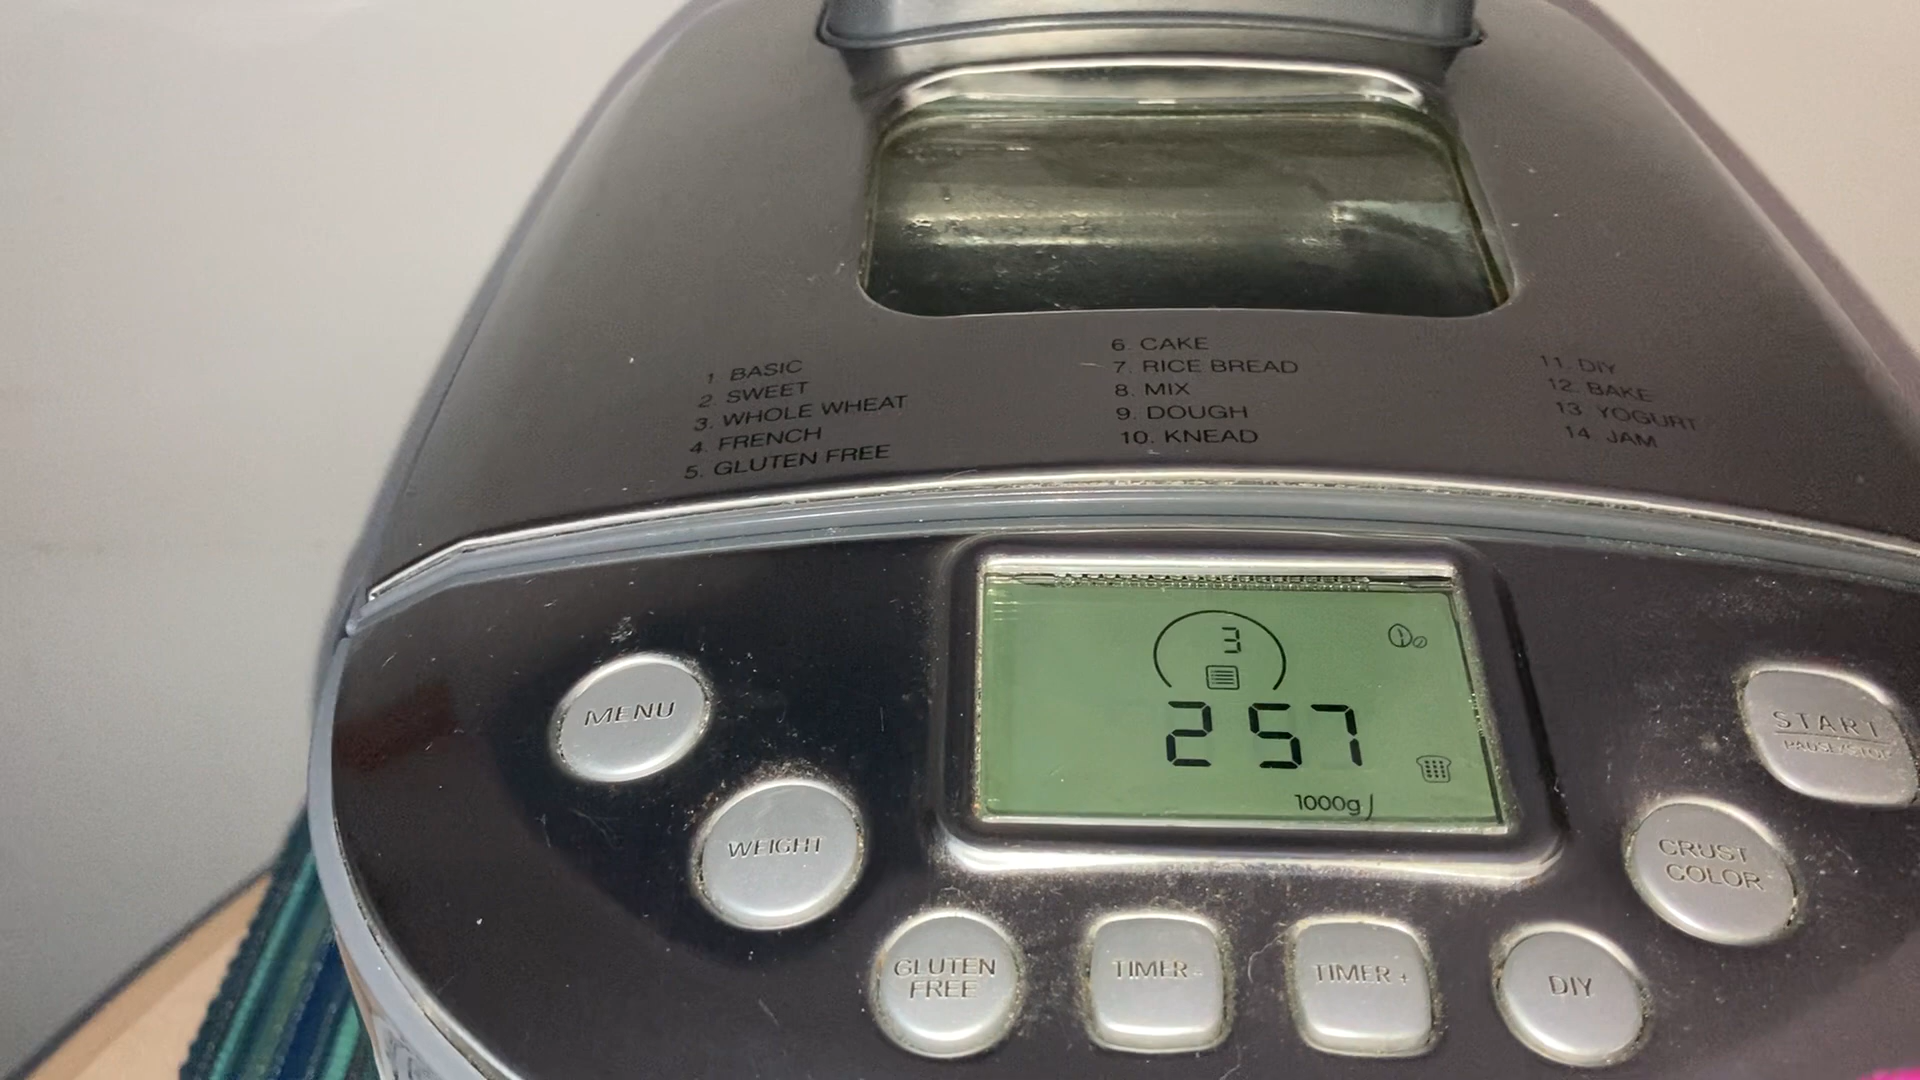 1 BASIC
2. SWEET
3. WHOLE WHEAT
4. FRENCH
5. GLUTEN FREE
6. CAKE
7. RICE BREAD
8. MIX
9. DOUGH
10. KNEAD
11. DIY
12. BAKE
13 YOGURT
14 JAM
3
2 57
1000g
MENU
WEIGHT
GLUTEN
FREE
TIMER -
TIMER +
DIY
CRUST
COLOR
START
PAUSE/STOP